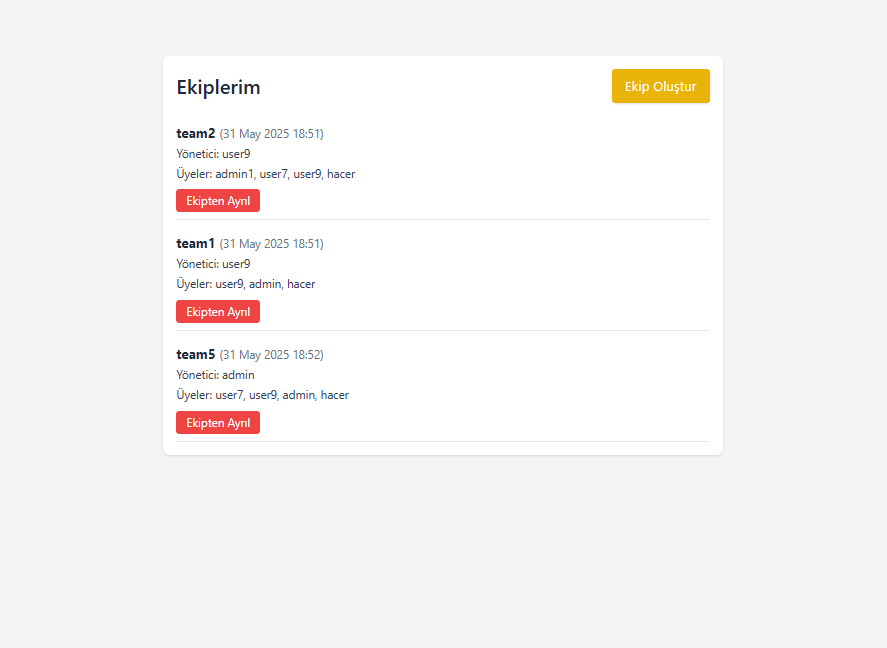 Ekiplerim
Ekip Oluştur
team2 (31 May 2025 18:51)
Yönetici: user9
Üyeler: admin1, user7, user9, hacer
Ekipten Ayrıl
team1 (31 May 2025 18:51)
Yönetici: user9
Üyeler: user9, admin, hacer
Ekipten Ayrıl
team5 (31 May 2025 18:52)
Yönetici: admin
Üyeler: user7, user9, admin, hacer
Ekipten Ayrıl